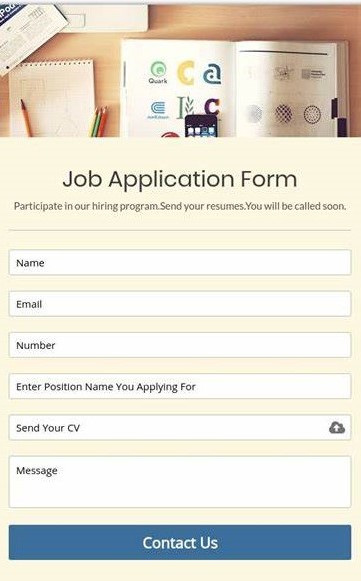 Quark
C a
C
Job Application Form
Participate in our hiring program.Send your resumes.You will be called soon.
Name
Email
Number
Enter Position Name You Applying For
Send Your CV
Message
Contact Us